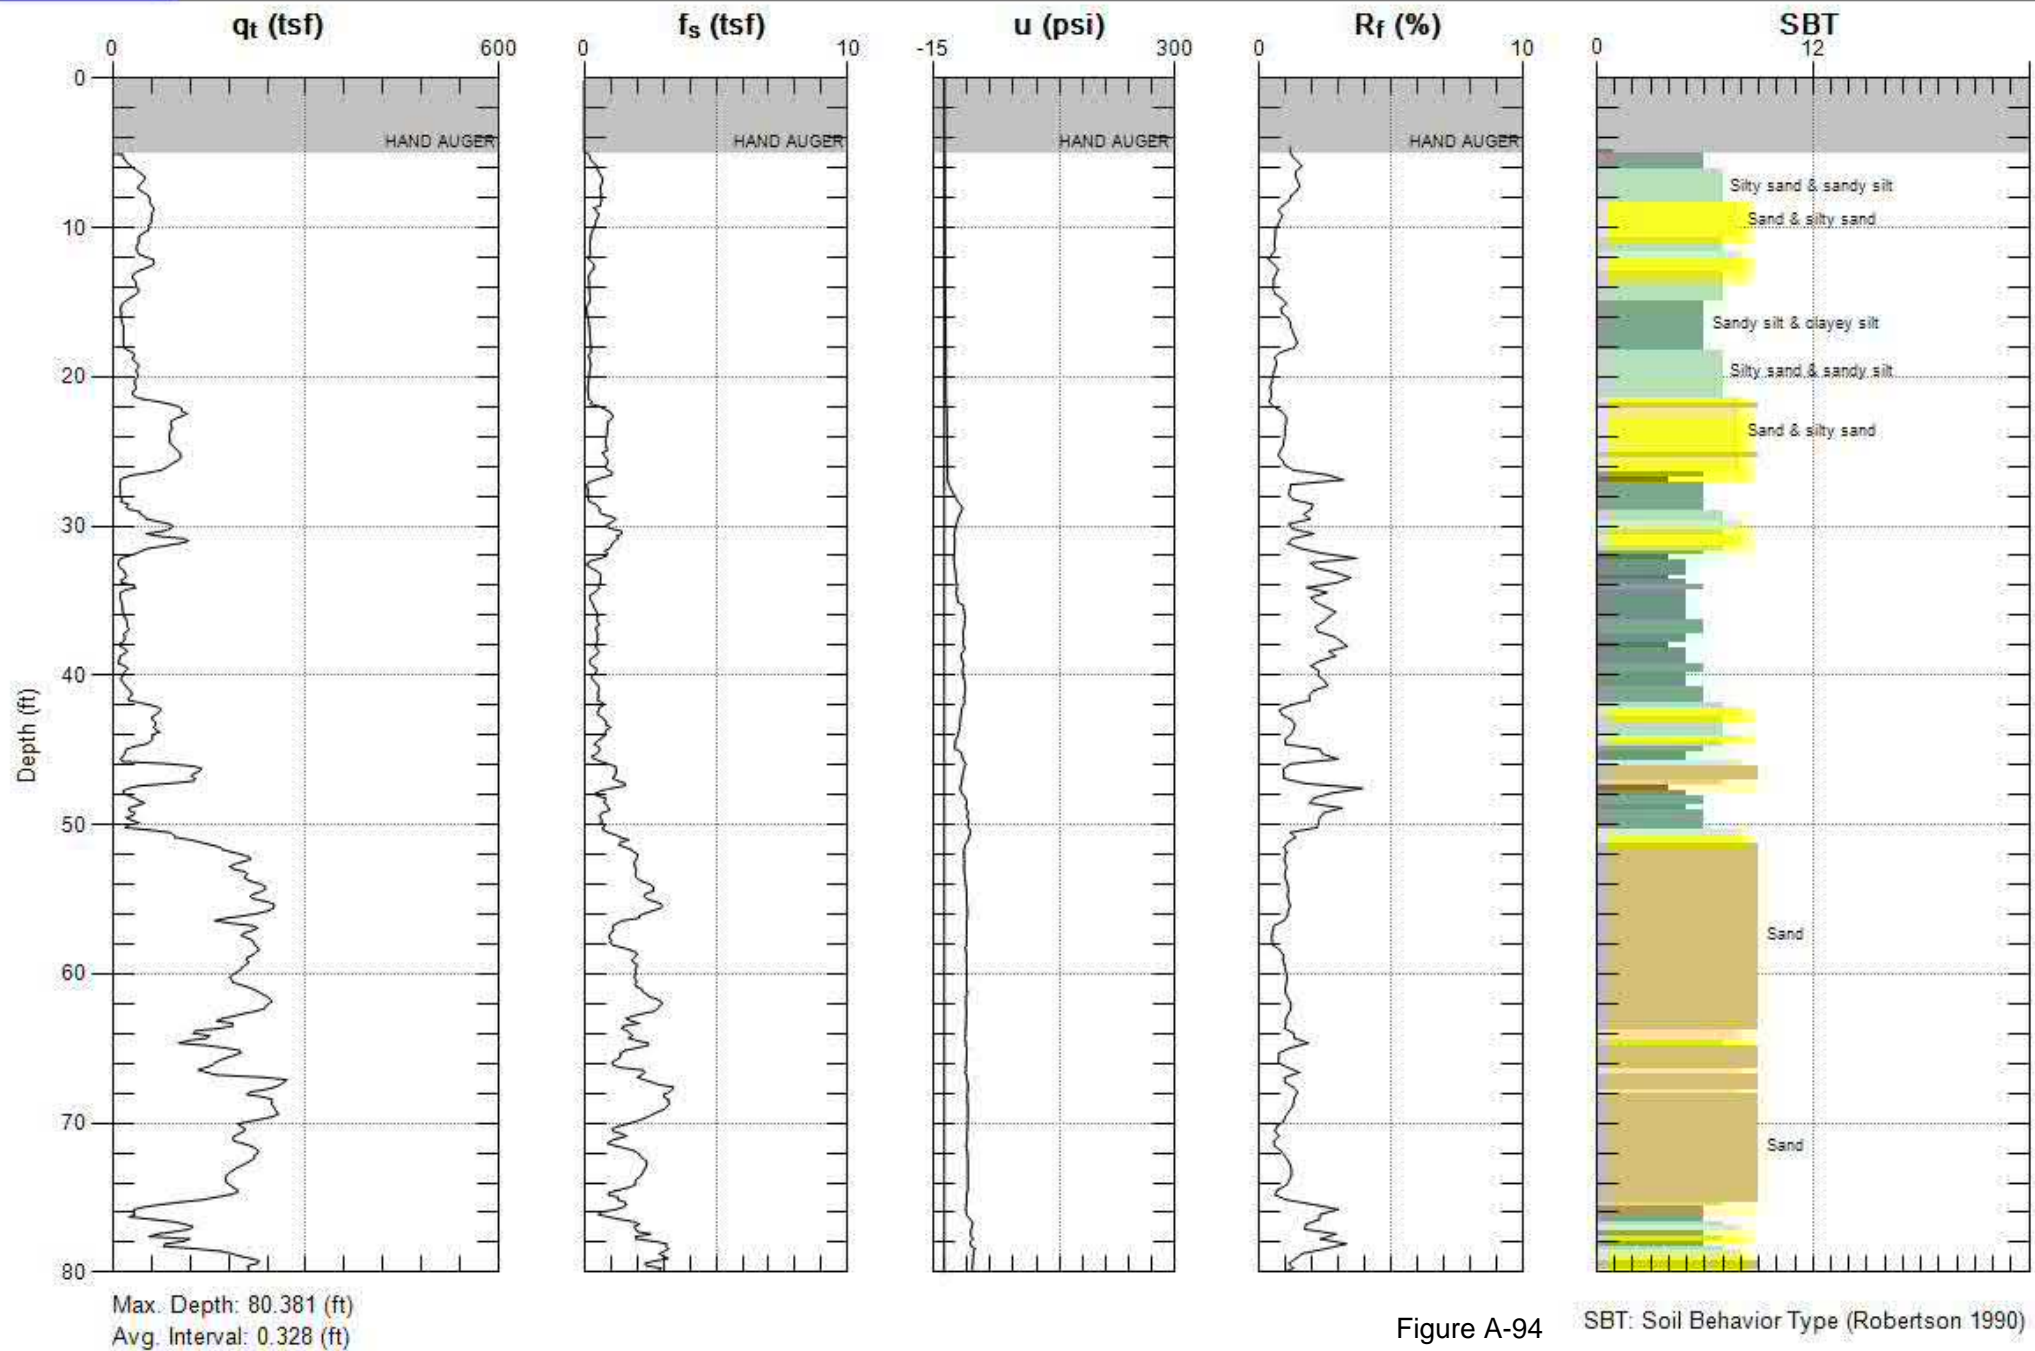 qt (tsf) fs (tsf) u (psi) Rf (%) SBT
0 600 0 10 -15 300 0 10 0 12
0
HAND AUGER HAND AUGER HAND AUGER HAND AUGER
Silty sand & sandy silt
Sand & silty sand
10
Sandy silt & clayey silt
Silty sand & sandy silt
20
Sand & silty sand
30
40
Depth (ft)
50
Sand
60
70
Sand
80
Max. Depth: 80.381 (ft)
Avg. Interval: 0.328 (ft)
Figure A-94
SBT: Soil Behavior Type (Robertson 1990)